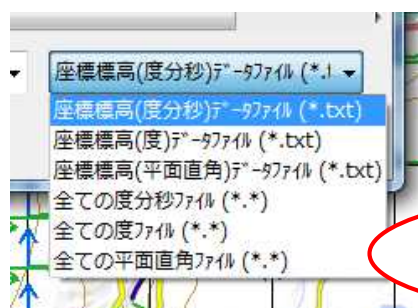 座標標高(度分秒)ﾃﾞｰﾀﾌｧｲﾙ (*.t
座標標高(度分秒)ﾃﾞｰﾀﾌｧｲﾙ (*.txt)
座標標高(度)ﾃﾞｰﾀﾌｧｲﾙ (*.txt)
座標標高(平面直角)ﾃﾞｰﾀﾌｧｲﾙ (*.txt)
全ての度分秒ﾌｧｲﾙ (*.*)
全ての度ﾌｧｲﾙ (*.*)
全ての平面直角ﾌｧｲﾙ (*.*)